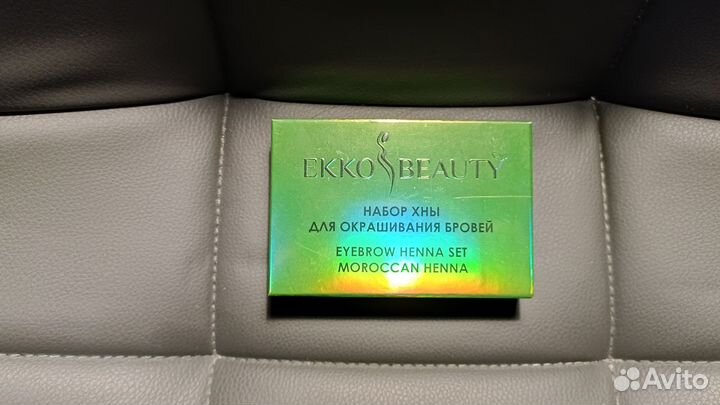 EKKO BEAUTY
НАБОР ХНЫ
ДЛЯ ОКРАШИВАНИЯ БРОВЕЙ
EYEBROW HENNA SET
MOROCCAN HENNA
Avito